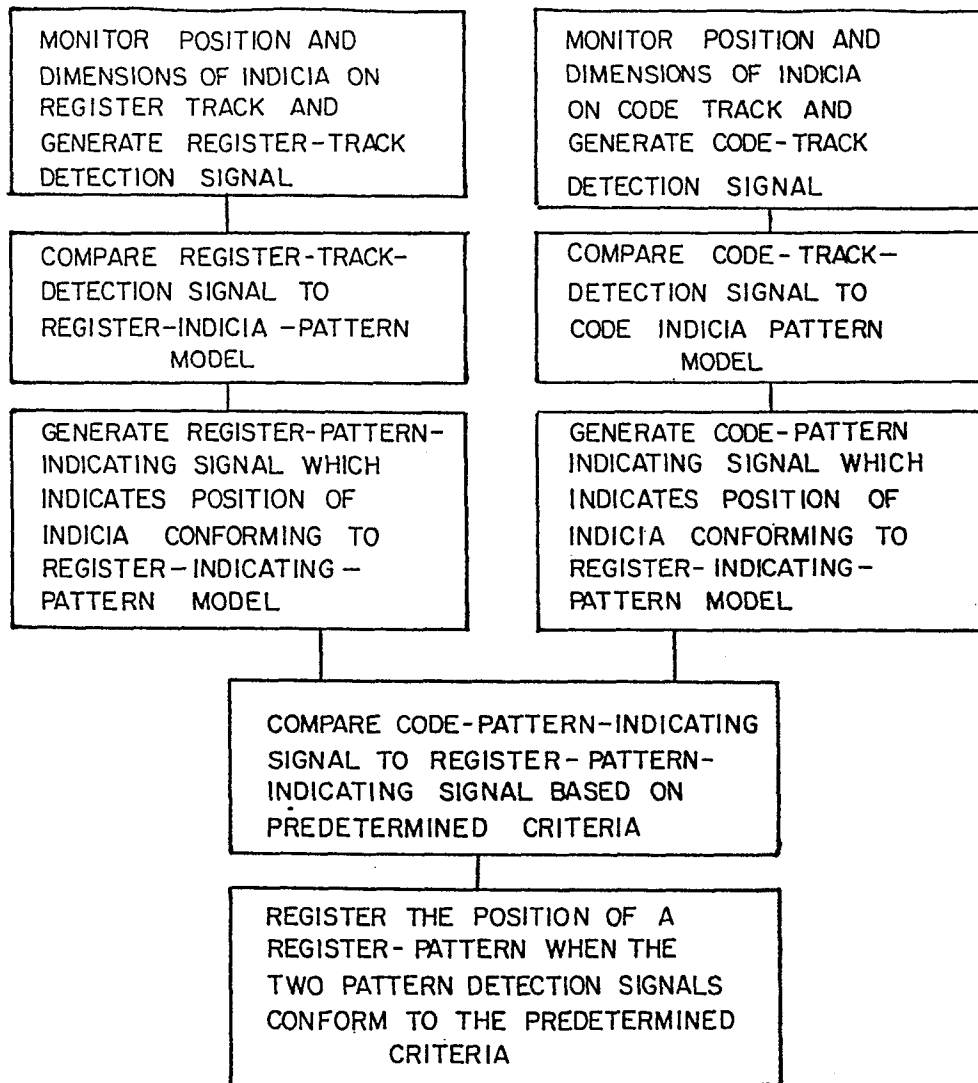 MONITOR POSITION AND
DIMENSIONS OF INDICIA ON
REGISTER TRACK AND
GENERATE REGISTER-TRACK
DETECTION SIGNAL
MONITOR POSITION AND
DIMENSIONS OF INDICIA
ON CODE TRACK AND
GENERATE CODE-TRACK
DETECTION SIGNAL
COMPARE REGISTER-TRACK-
DETECTION SIGNAL TO
REGISTER-INDICIA-PATTERN
MODEL
COMPARE CODE-TRACK-
DETECTION SIGNAL TO
CODE INDICIA PATTERN
MODEL
GENERATE REGISTER-PATTERN-
INDICATING SIGNAL WHICH
INDICATES POSITION OF
INDICIA CONFORMING TO
REGISTER-INDICATING-
PATTERN MODEL
GENERATE CODE-PATTERN
INDICATING SIGNAL WHICH
INDICATES POSITION OF
INDICIA CONFORMING TO
REGISTER-INDICATING-
PATTERN MODEL
COMPARE CODE-PATTERN-INDICATING
SIGNAL TO REGISTER-PATTERN-
INDICATING SIGNAL BASED ON
PREDETERMINED CRITERIA
REGISTER THE POSITION OF A
REGISTER-PATTERN WHEN THE
TWO PATTERN DETECTION SIGNALS
CONFORM TO THE PREDETERMINED
CRITERIA